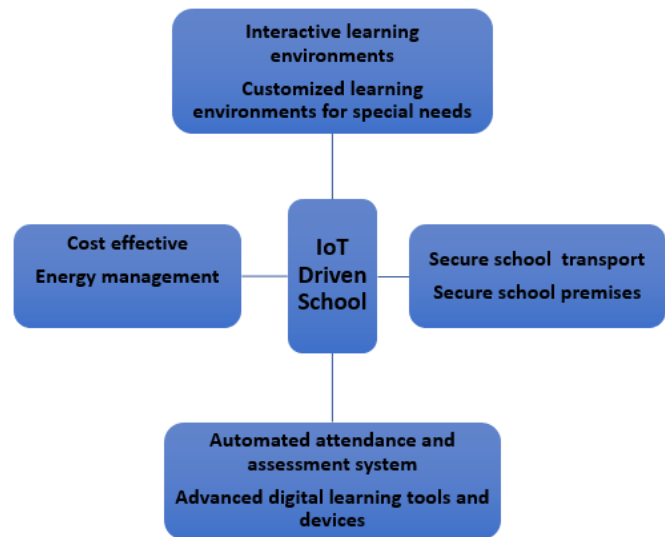 Interactive learning
environments
Customized learning
environments for special needs
Cost effective
Energy management
IoT
Driven
School
Secure school transport
Secure school premises
Automated attendance and
assessment system
Advanced digital learning tools and
devices